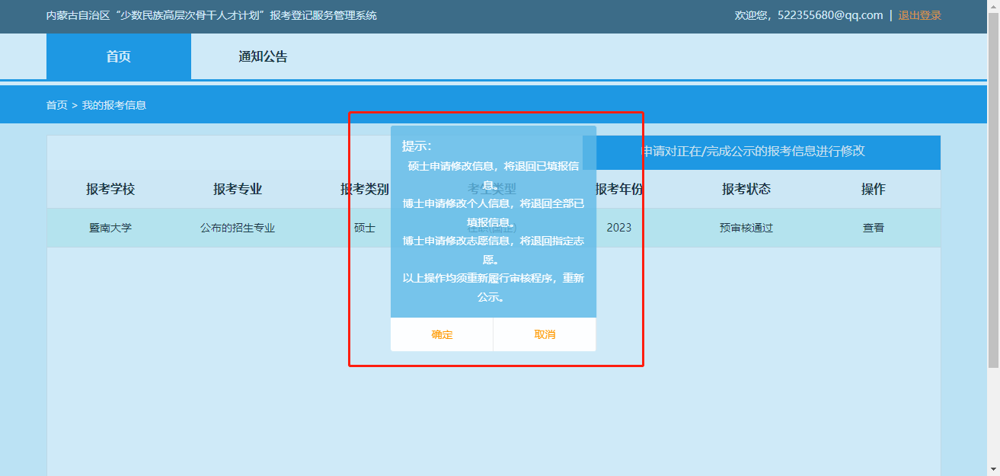 内蒙古自治区“少数民族高层次骨干人才计划”报考登记服务管理系统
欢迎您，522355680@qq.com | 退出登录
首页 通知公告
首页 > 我的报考信息
申请对正在/完成公示的报考信息进行修改
报考学校 报考专业 报考类别 考生类型 报考年份 报考状态 操作
暨南大学 公布的招生专业 硕士 2023 预审核通过 查看
提示：
硕士申请修改信息，将退回已填报信
息。
博士申请修改个人信息，将退回全部已
填报信息。
博士申请修改志愿信息，将退回指定志
愿。
以上操作均须重新履行审核程序，重新
公示。
确定 取消